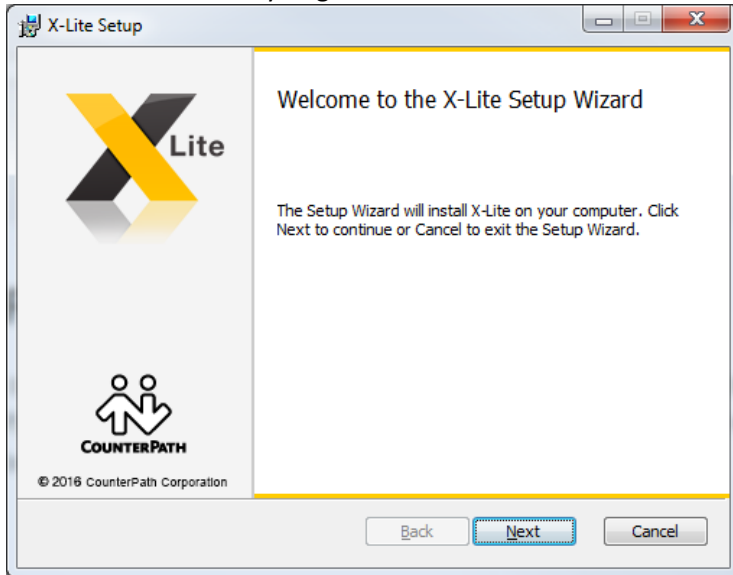 X-Lite Setup
X
Lite
Welcome to the X-Lite Setup Wizard
The Setup Wizard will install X-Lite on your computer. Click
Next to continue or Cancel to exit the Setup Wizard.
COUNTERPATH
© 2016 CounterPath Corporation
Back Next Cancel